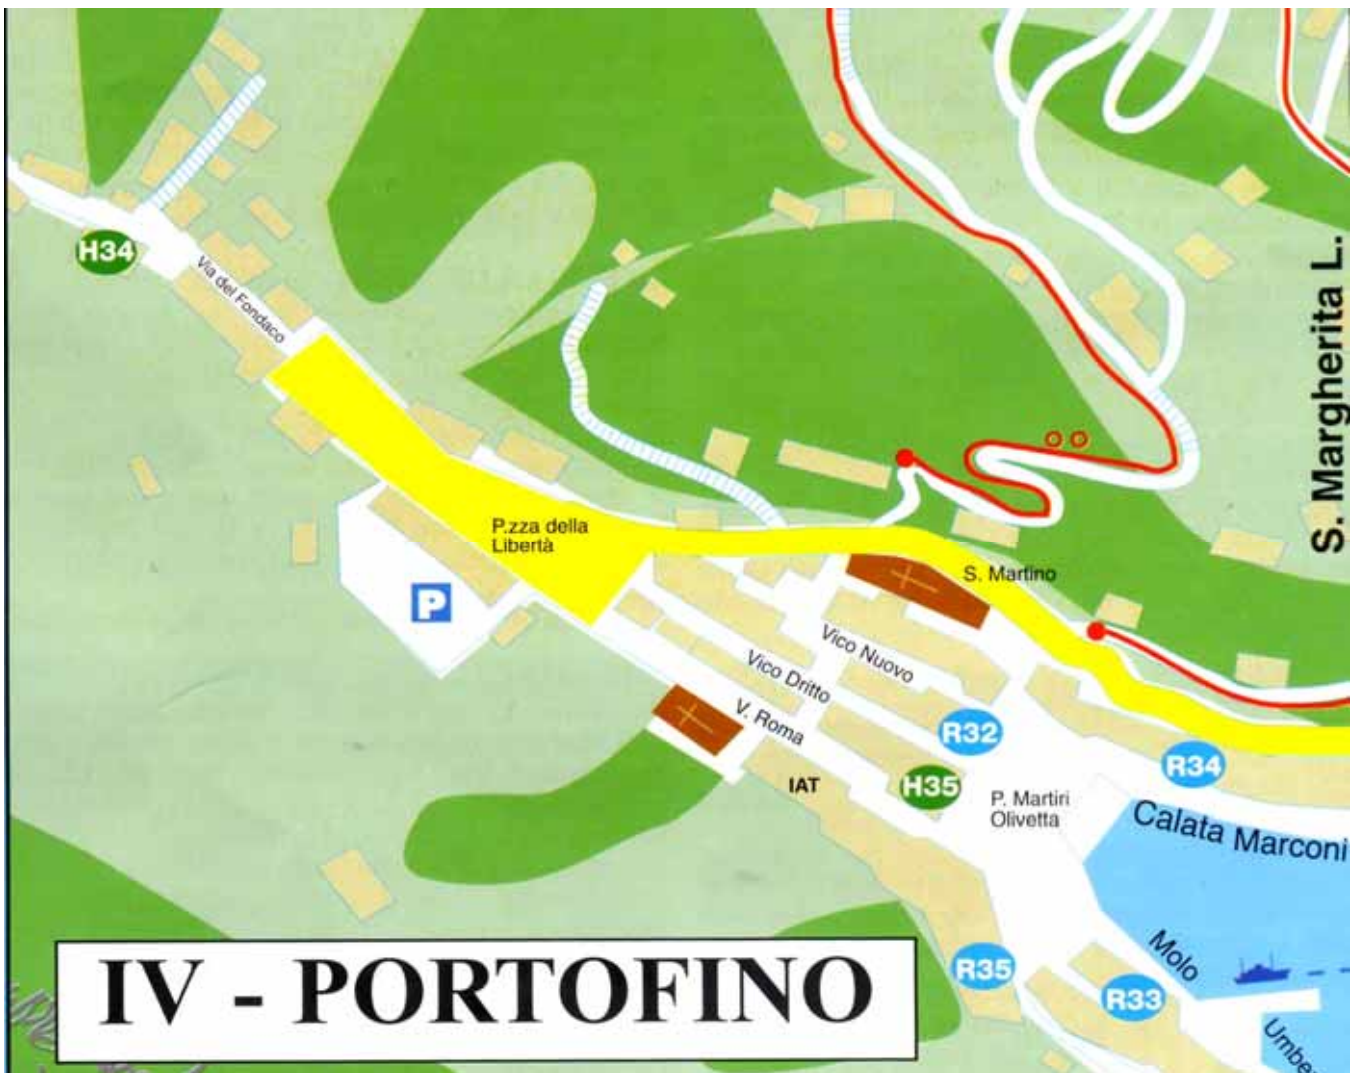 H34
Via del Fondaco
S. Margherita L.
P.zza della
Libertà
P
S. Martino
Vico Nuovo
Vico Dritto
V. Roma
R32
R34
IAT
H35
P. Martiri
Olivetta
Calata Marconi
Molo
R35
R33
Umbe
IV - PORTOFINO